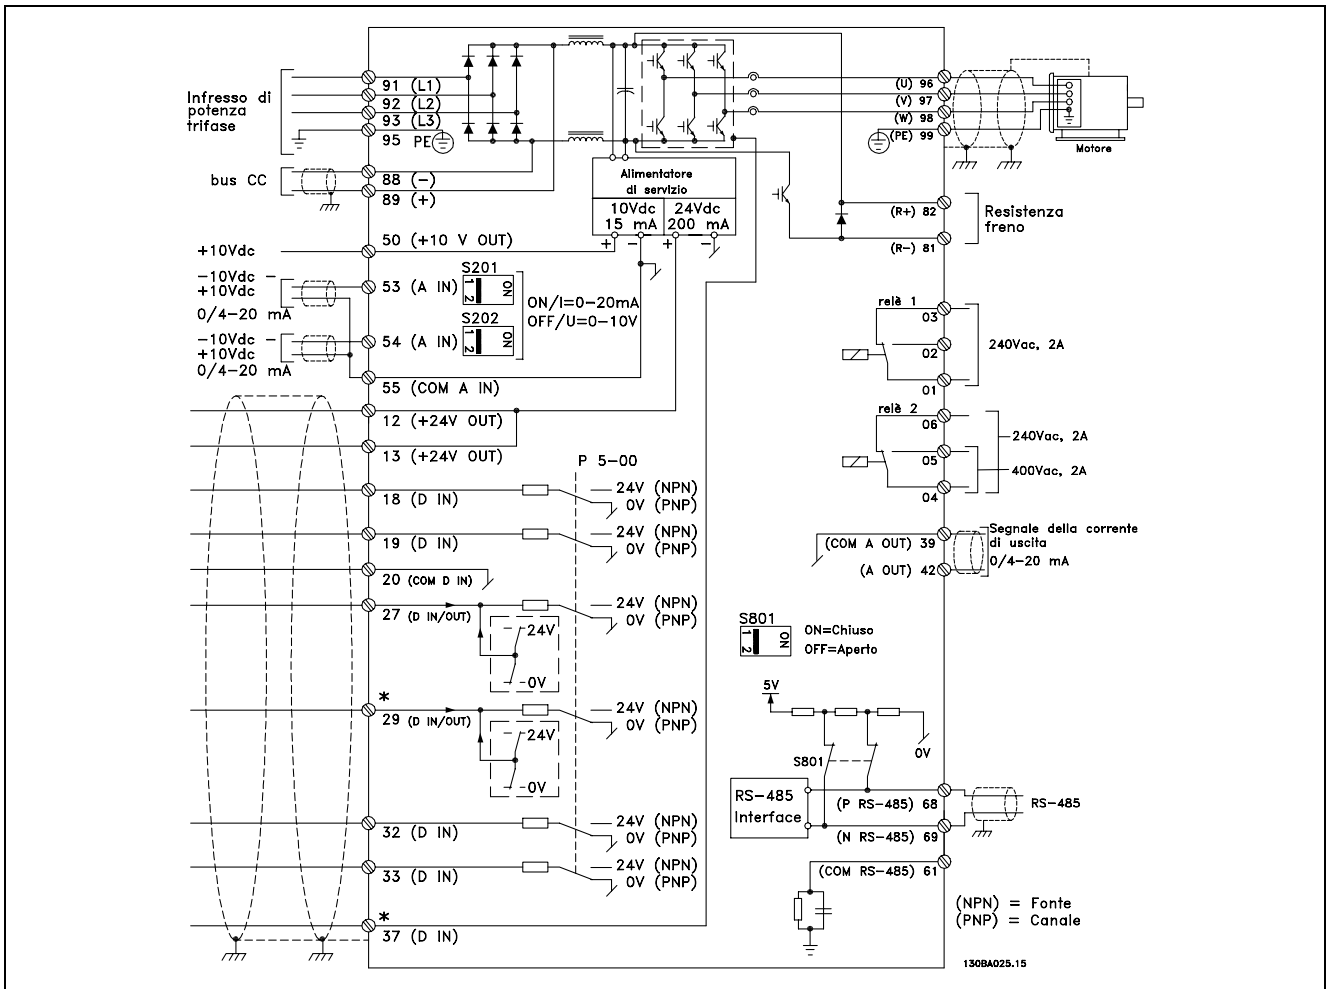 Infresso di
potenza
trifase
91 (L1)
92 (L2)
93 (L3)
95 PE
bus CC
88 (−)
89 (+)
+10Vdc
50 (+10 V OUT)
−10Vdc −
+10Vdc
0/4−20 mA
53 (A IN)
−10Vdc −
+10Vdc
0/4−20 mA
54 (A IN)
55 (COM A IN)
12 (+24V OUT)
13 (+24V OUT)
18 (D IN)
19 (D IN)
20 (COM D IN)
27 (D IN/OUT)
24V
0V
*
29 (D IN/OUT)
24V
0V
32 (D IN)
33 (D IN)
*
37 (D IN)
S201
1 2
ON
S202
1 2
ON
ON/I=0−20mA
OFF/U=0−10V
Alimentatore
di servizio
10Vdc
15 mA
24Vdc
200 mA
+ − + −
P 5-00
24V (NPN)
0V (PNP)
24V (NPN)
0V (PNP)
24V (NPN)
0V (PNP)
24V (NPN)
0V (PNP)
24V (NPN)
0V (PNP)
24V (NPN)
0V (PNP)
(U) 96
(V) 97
(W) 98
(PE) 99
Motore
(R+) 82
(R−) 81
Resistenza
freno
relè 1
03
02
01
240Vac, 2A
relè 2
06
05
04
240Vac, 2A
400Vac, 2A
(COM A OUT) 39
(A OUT) 42
Segnale della corrente
di uscita
0/4−20 mA
S801
1 2
ON
ON=Chiuso
OFF=Aperto
5V
0V
S801
RS−485
Interface
(P RS−485) 68
(N RS−485) 69
(COM RS−485) 61
RS−485
(NPN) = Fonte
(PNP) = Canale
130BA025.15